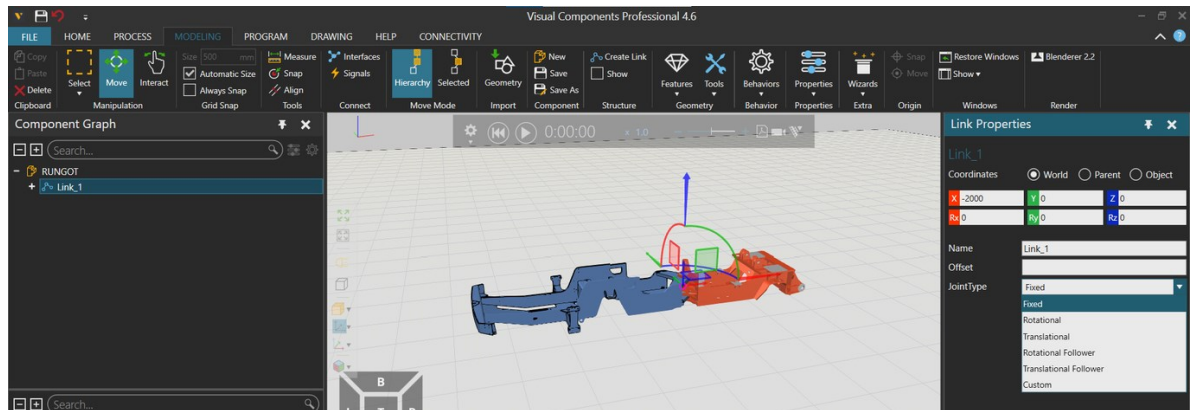 Visual Components Professional 4.6
FILE HOME PROCESS MODELING PROGRAM DRAWING HELP CONNECTIVITY
Copy
Paste
Delete
Clipboard
Select
Move
Interact
Manipulation
Size 500 mm
Automatic Size
Always Snap
Grid Snap
Measure
Snap
Align
Tools
Interfaces
Signals
Connect
Hierarchy
Selected
Move Mode
Geometry
Import
New
Save
Save As
Component
Create Link
Show
Structure
Features
Tools
Geometry
Behaviors
Behavior
Properties
Properties
Wizards
Extra
Snap
Move
Origin
Restore Windows
Show
Windows
Blenderer 2.2
Render
Component Graph
Search...
RUNGOT
Link_1
Search...
0:00:00 x 1.0
B
Link Properties
Link_1
Coordinates World Parent Object
X -2000 Y 0 Z 0
Rx 0 Ry 0 Rz 0
Name Link_1
Offset
JointType Fixed
Fixed
Rotational
Translational
Rotational Follower
Translational Follower
Custom